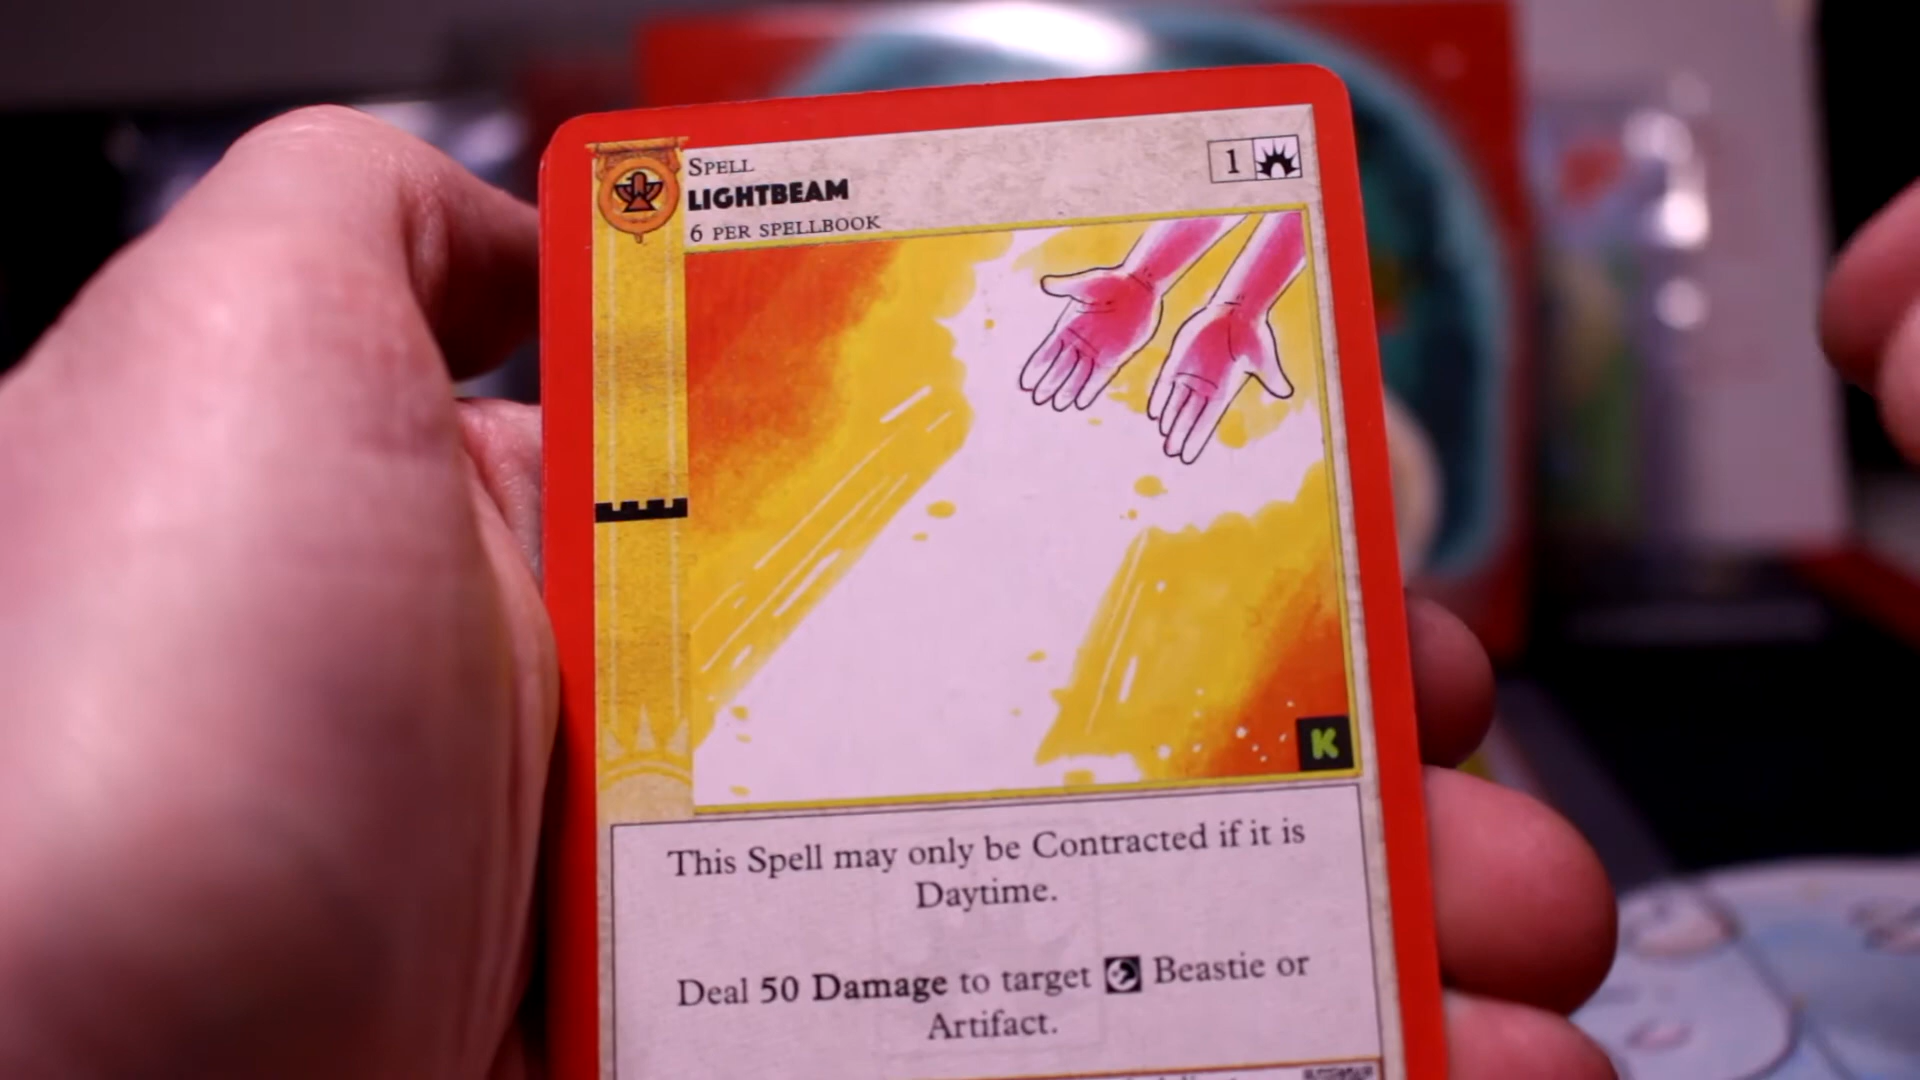 SPELL
LIGHTBEAM
6 PER SPELLBOOK
1
K
This Spell may only be Contracted if it is
Daytime.
Deal 50 Damage to target Beastie or
Artifact.